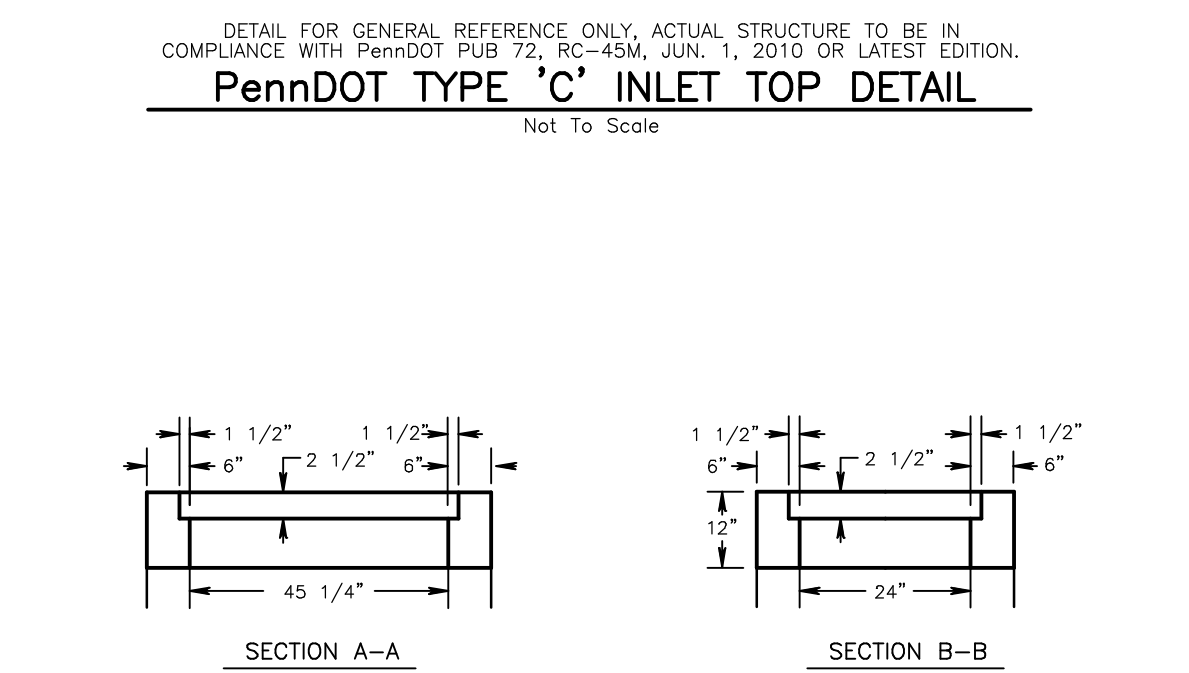 DETAIL FOR GENERAL REFERENCE ONLY, ACTUAL STRUCTURE TO BE IN
COMPLIANCE WITH PennDOT PUB 72, RC-45M, JUN. 1, 2010 OR LATEST EDITION.
PennDOT TYPE 'C' INLET TOP DETAIL
Not To Scale
1 1/2"
1 1/2"
6"
2 1/2"
6"
45 1/4"
SECTION A-A
1 1/2"
1 1/2"
6"
2 1/2"
6"
12"
24"
SECTION B-B